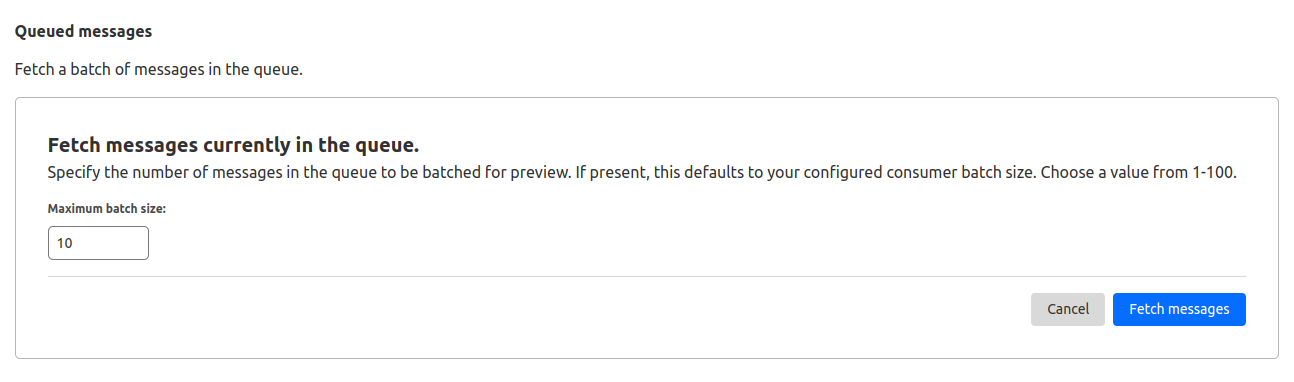 Queued messages
Fetch a batch of messages in the queue.
Fetch messages currently in the queue.
Specify the number of messages in the queue to be batched for preview. If present, this defaults to your configured consumer batch size. Choose a value from 1-100.
Maximum batch size:
10
Cancel
Fetch messages